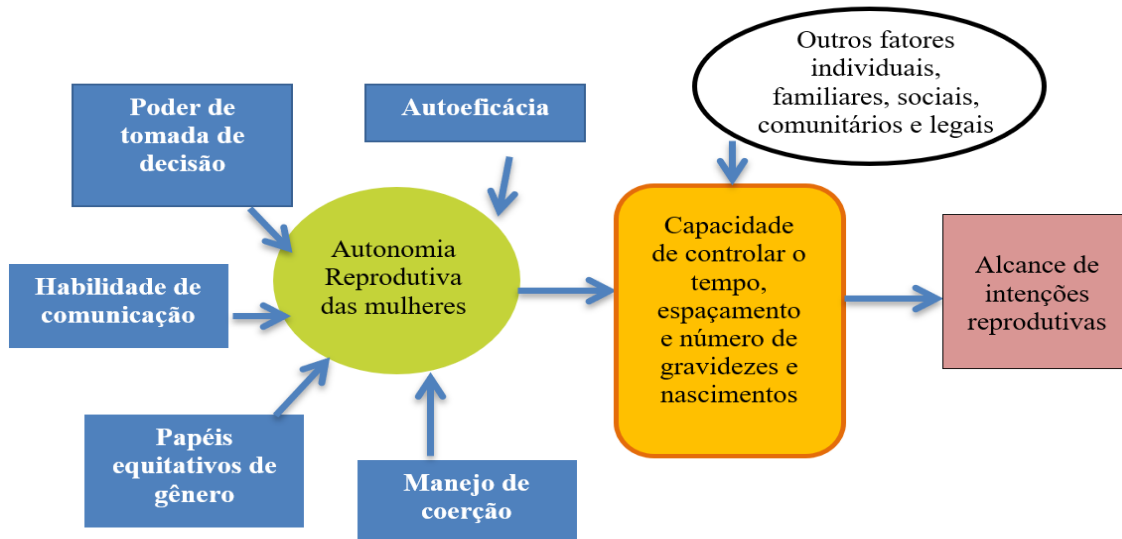 Poder de
tomada de
decisão
Autoeficácia
Outros fatores
individuais,
familiares, sociais,
comunitários e legais
Habilidade de
comunicação
Autonomia
Reprodutiva
das mulheres
Capacidade
de controlar o
tempo,
espaçamento
e número de
gravidezes e
nascimentos
Alcance de
intenções
reprodutivas
Papéis
equitativos de
gênero
Manejo de
coerção